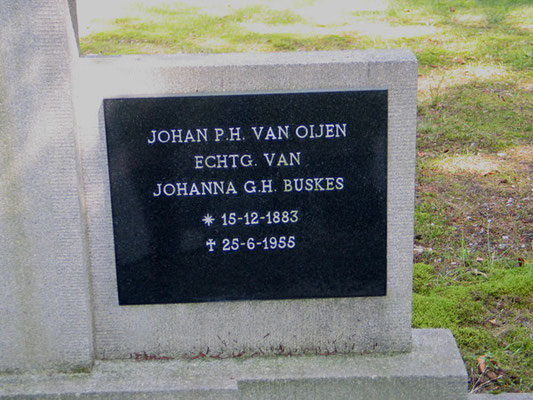 JOHAN P.H. VAN OIJEN
ECHTG. VAN
JOHANNA G.H. BUSKES
* 15-12-1883
✝ 25-6-1955